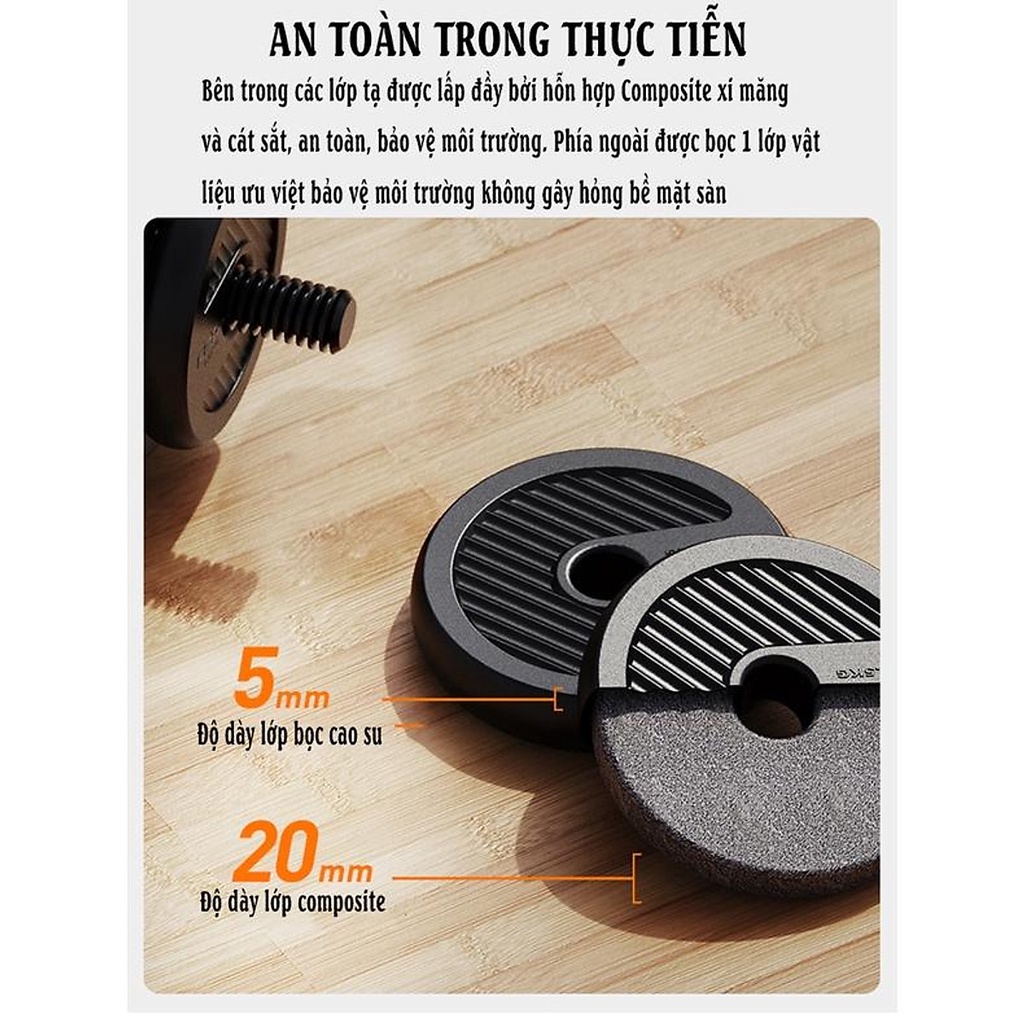 AN TOÀN TRONG THỰC TIỄN
Bên trong các lớp tạ được lấp đầy bởi hỗn hợp Composite xi măng
và cát sắt, an toàn, bảo vệ môi trường. Phía ngoài được bọc 1 lớp vật
liệu ưu việt bảo vệ môi trường không gây hỏng bề mặt sàn
5mm
Độ dày lớp bọc cao su
20mm
Độ dày lớp composite